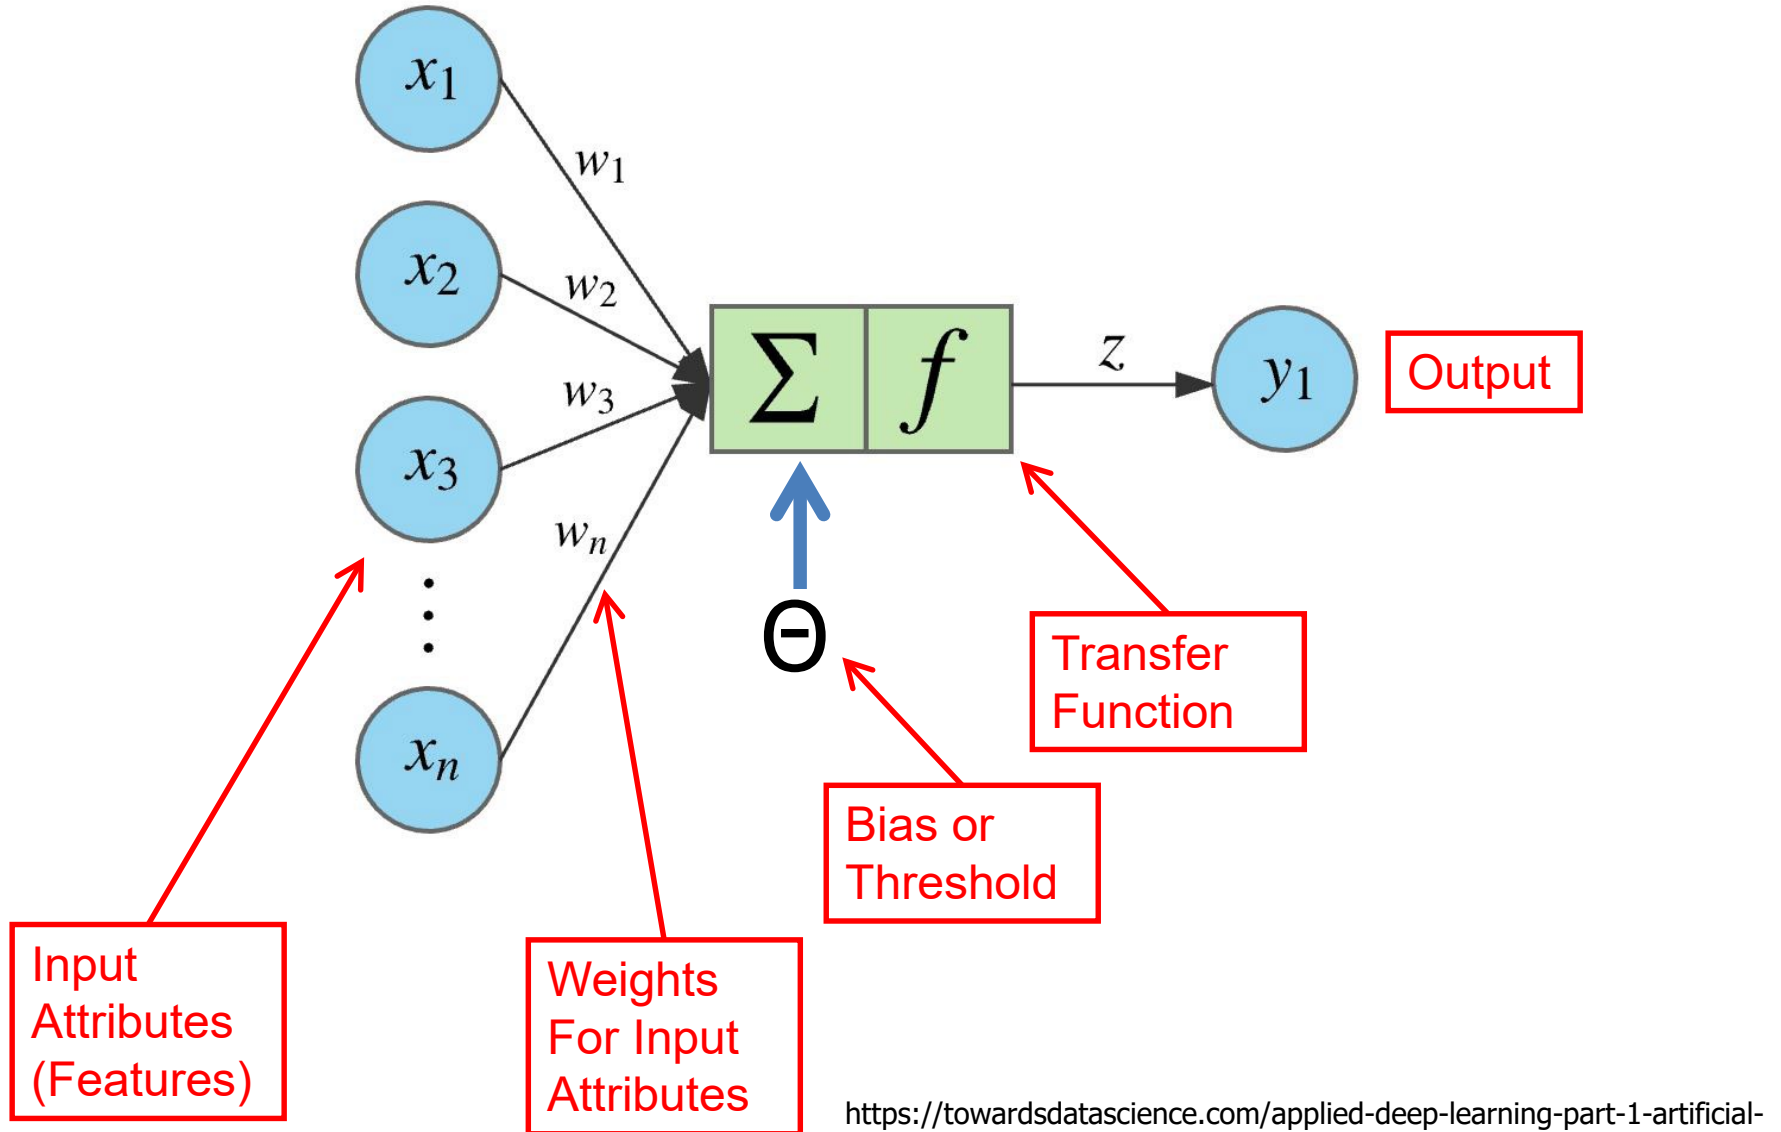 x1
w1
x2
w2
Σ
f
z
y1
Output
w3
x3
wn
Θ
Transfer
Function
xn
Bias or
Threshold
Input
Attributes
(Features)
Weights
For Input
Attributes
https://towardsdatascience.com/applied-deep-learning-part-1-artificial-